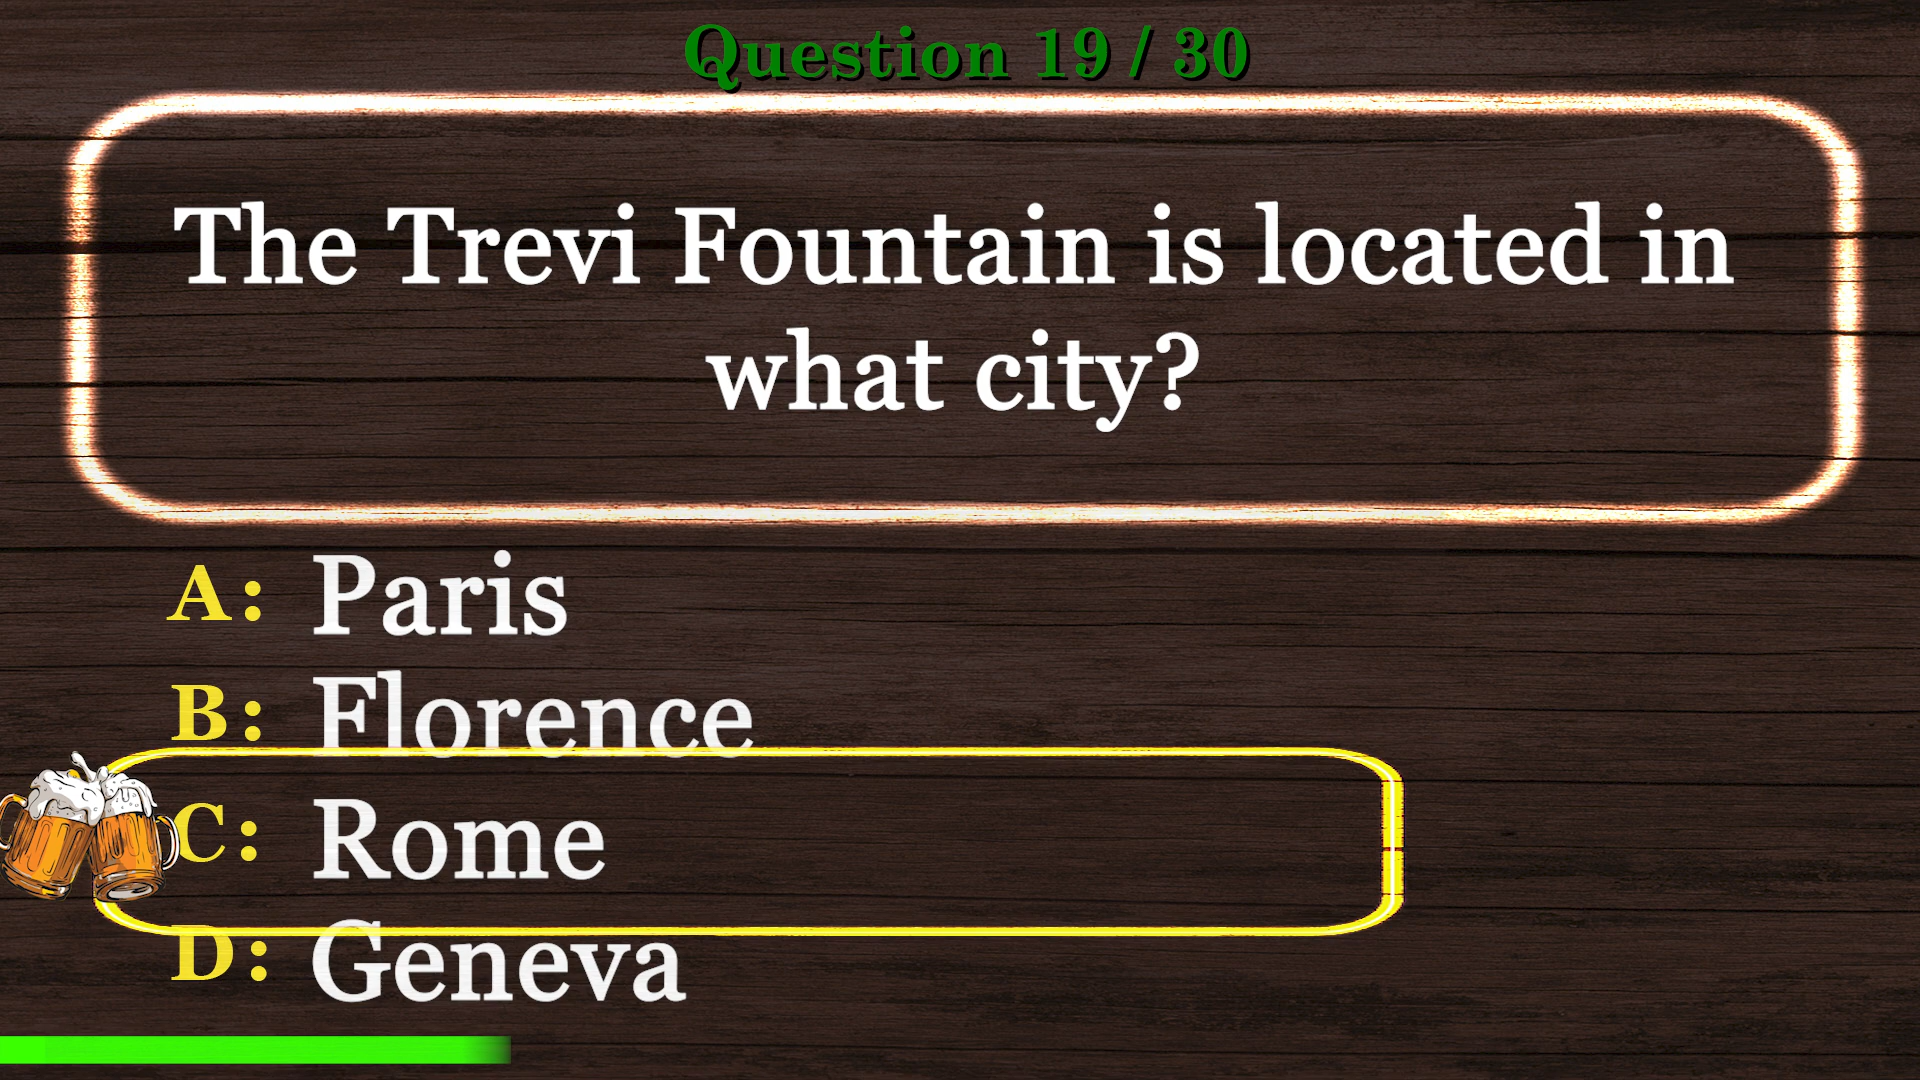 Question 19 / 30
The Trevi Fountain is located in
what city?
A: Paris
B: Florence
C: Rome
D: Geneva